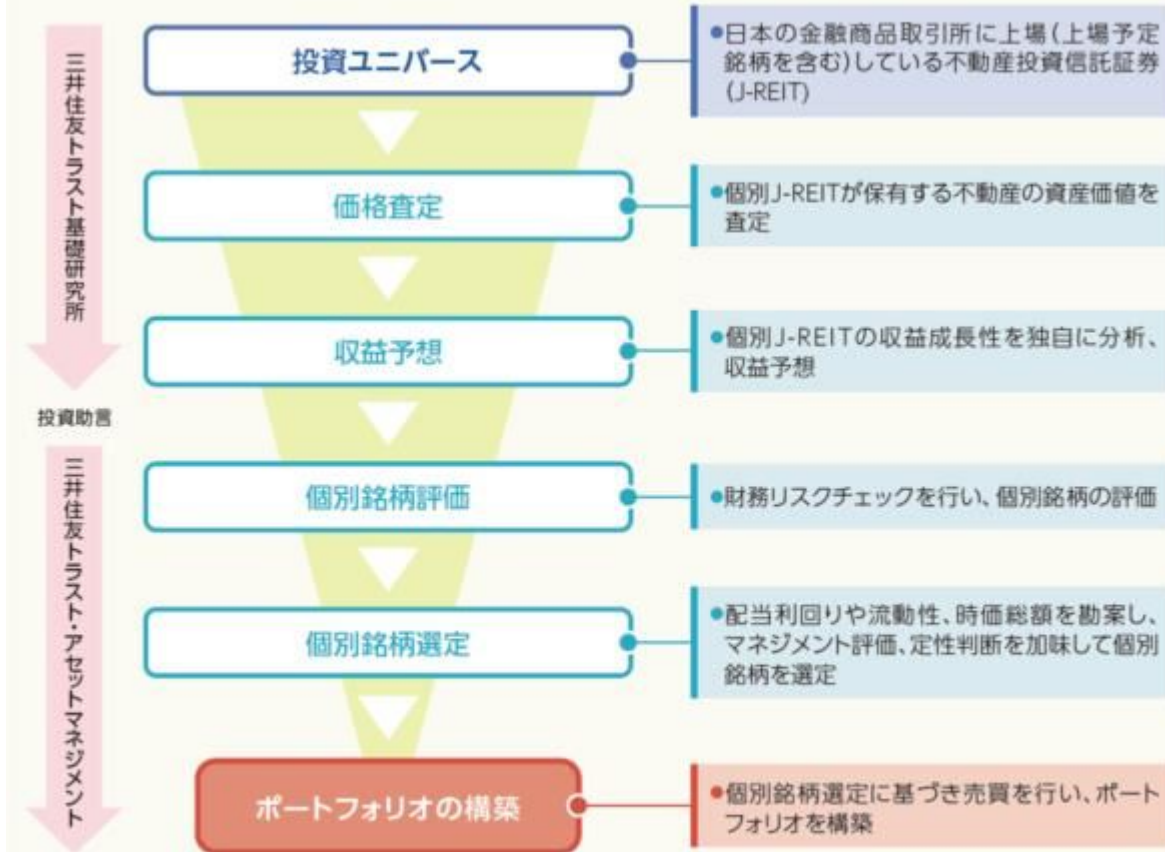 三井住友トラスト基礎研究所
投資助言
三井住友トラスト・アセットマネジメント
投資ユニバース
●日本の金融商品取引所に上場(上場予定
銘柄を含む)している不動産投資信託証券
(J-REIT)
価格査定
●個別J-REITが保有する不動産の資産価値を
査定
収益予想
●個別J-REITの収益成長性を独自に分析、
収益予想
個別銘柄評価
●財務リスクチェックを行い、個別銘柄の評価
個別銘柄選定
●配当利回りや流動性、時価総額を勘案し、
マネジメント評価、定性判断を加味して個別
銘柄を選定
ポートフォリオの構築
●個別銘柄選定に基づき売買を行い、ポート
フォリオを構築